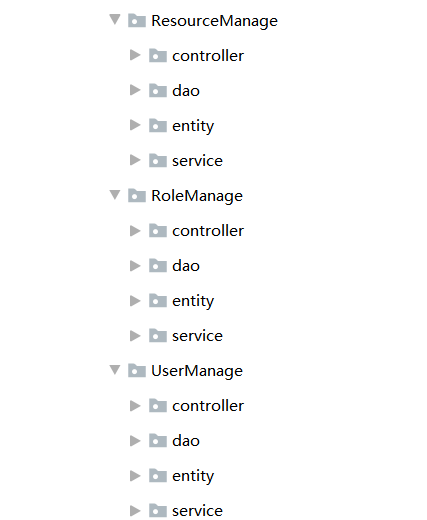 ResourceManage
controller
dao
entity
service
RoleManage
controller
dao
entity
service
UserManage
controller
dao
entity
service